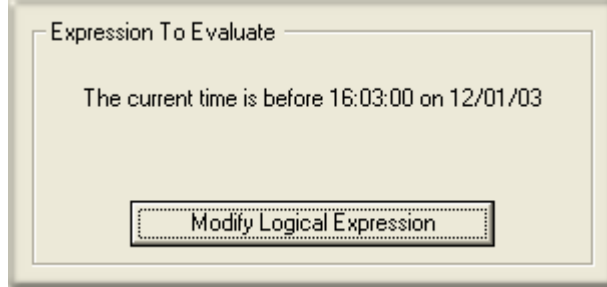 Expression To Evaluate
The current time is before 16:03:00 on 12/01/03
Modify Logical Expression